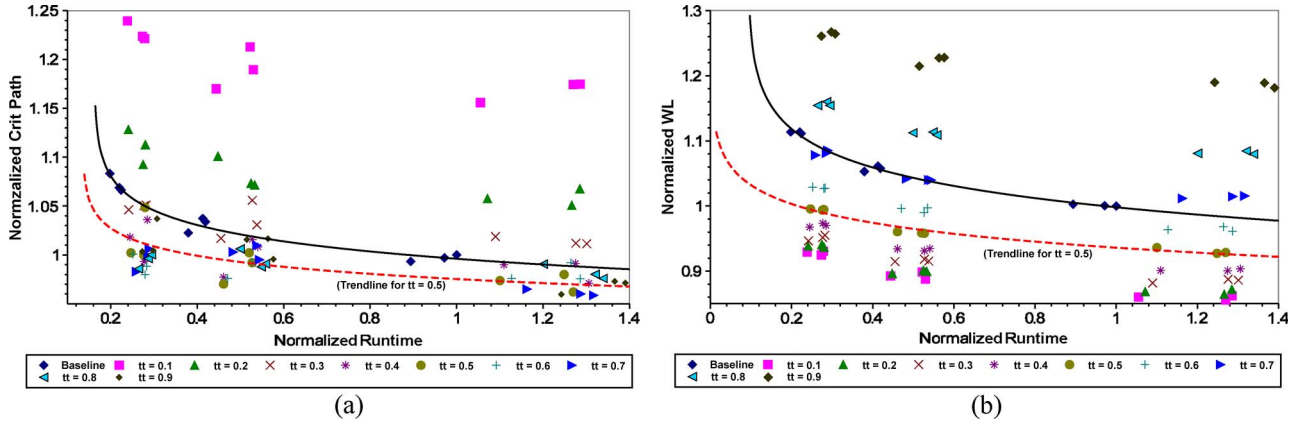 Normzalized Crit Path
1.25
1.2
1.15
1.1
1.05
1
0.2
0.4
0.6
0.8
1
1.2
1.4
(Trendline for tt = 0.5)
Normalized Runtime
Baseline tt = 0.1 tt = 0.2 tt = 0.3 tt = 0.4 tt = 0.5 tt = 0.6 tt = 0.7
tt = 0.8 tt = 0.9
(a)
Normalized WL
1.3
1.2
1.1
1
0.9
0
0.2
0.4
0.6
0.8
1
1.2
1.4
(Trendline for tt = 0.5)
Normalized Runtime
Baseline tt = 0.1 tt = 0.2 tt = 0.3 tt = 0.4 tt = 0.5 tt = 0.6 tt = 0.7
tt = 0.8 tt = 0.9
(b)